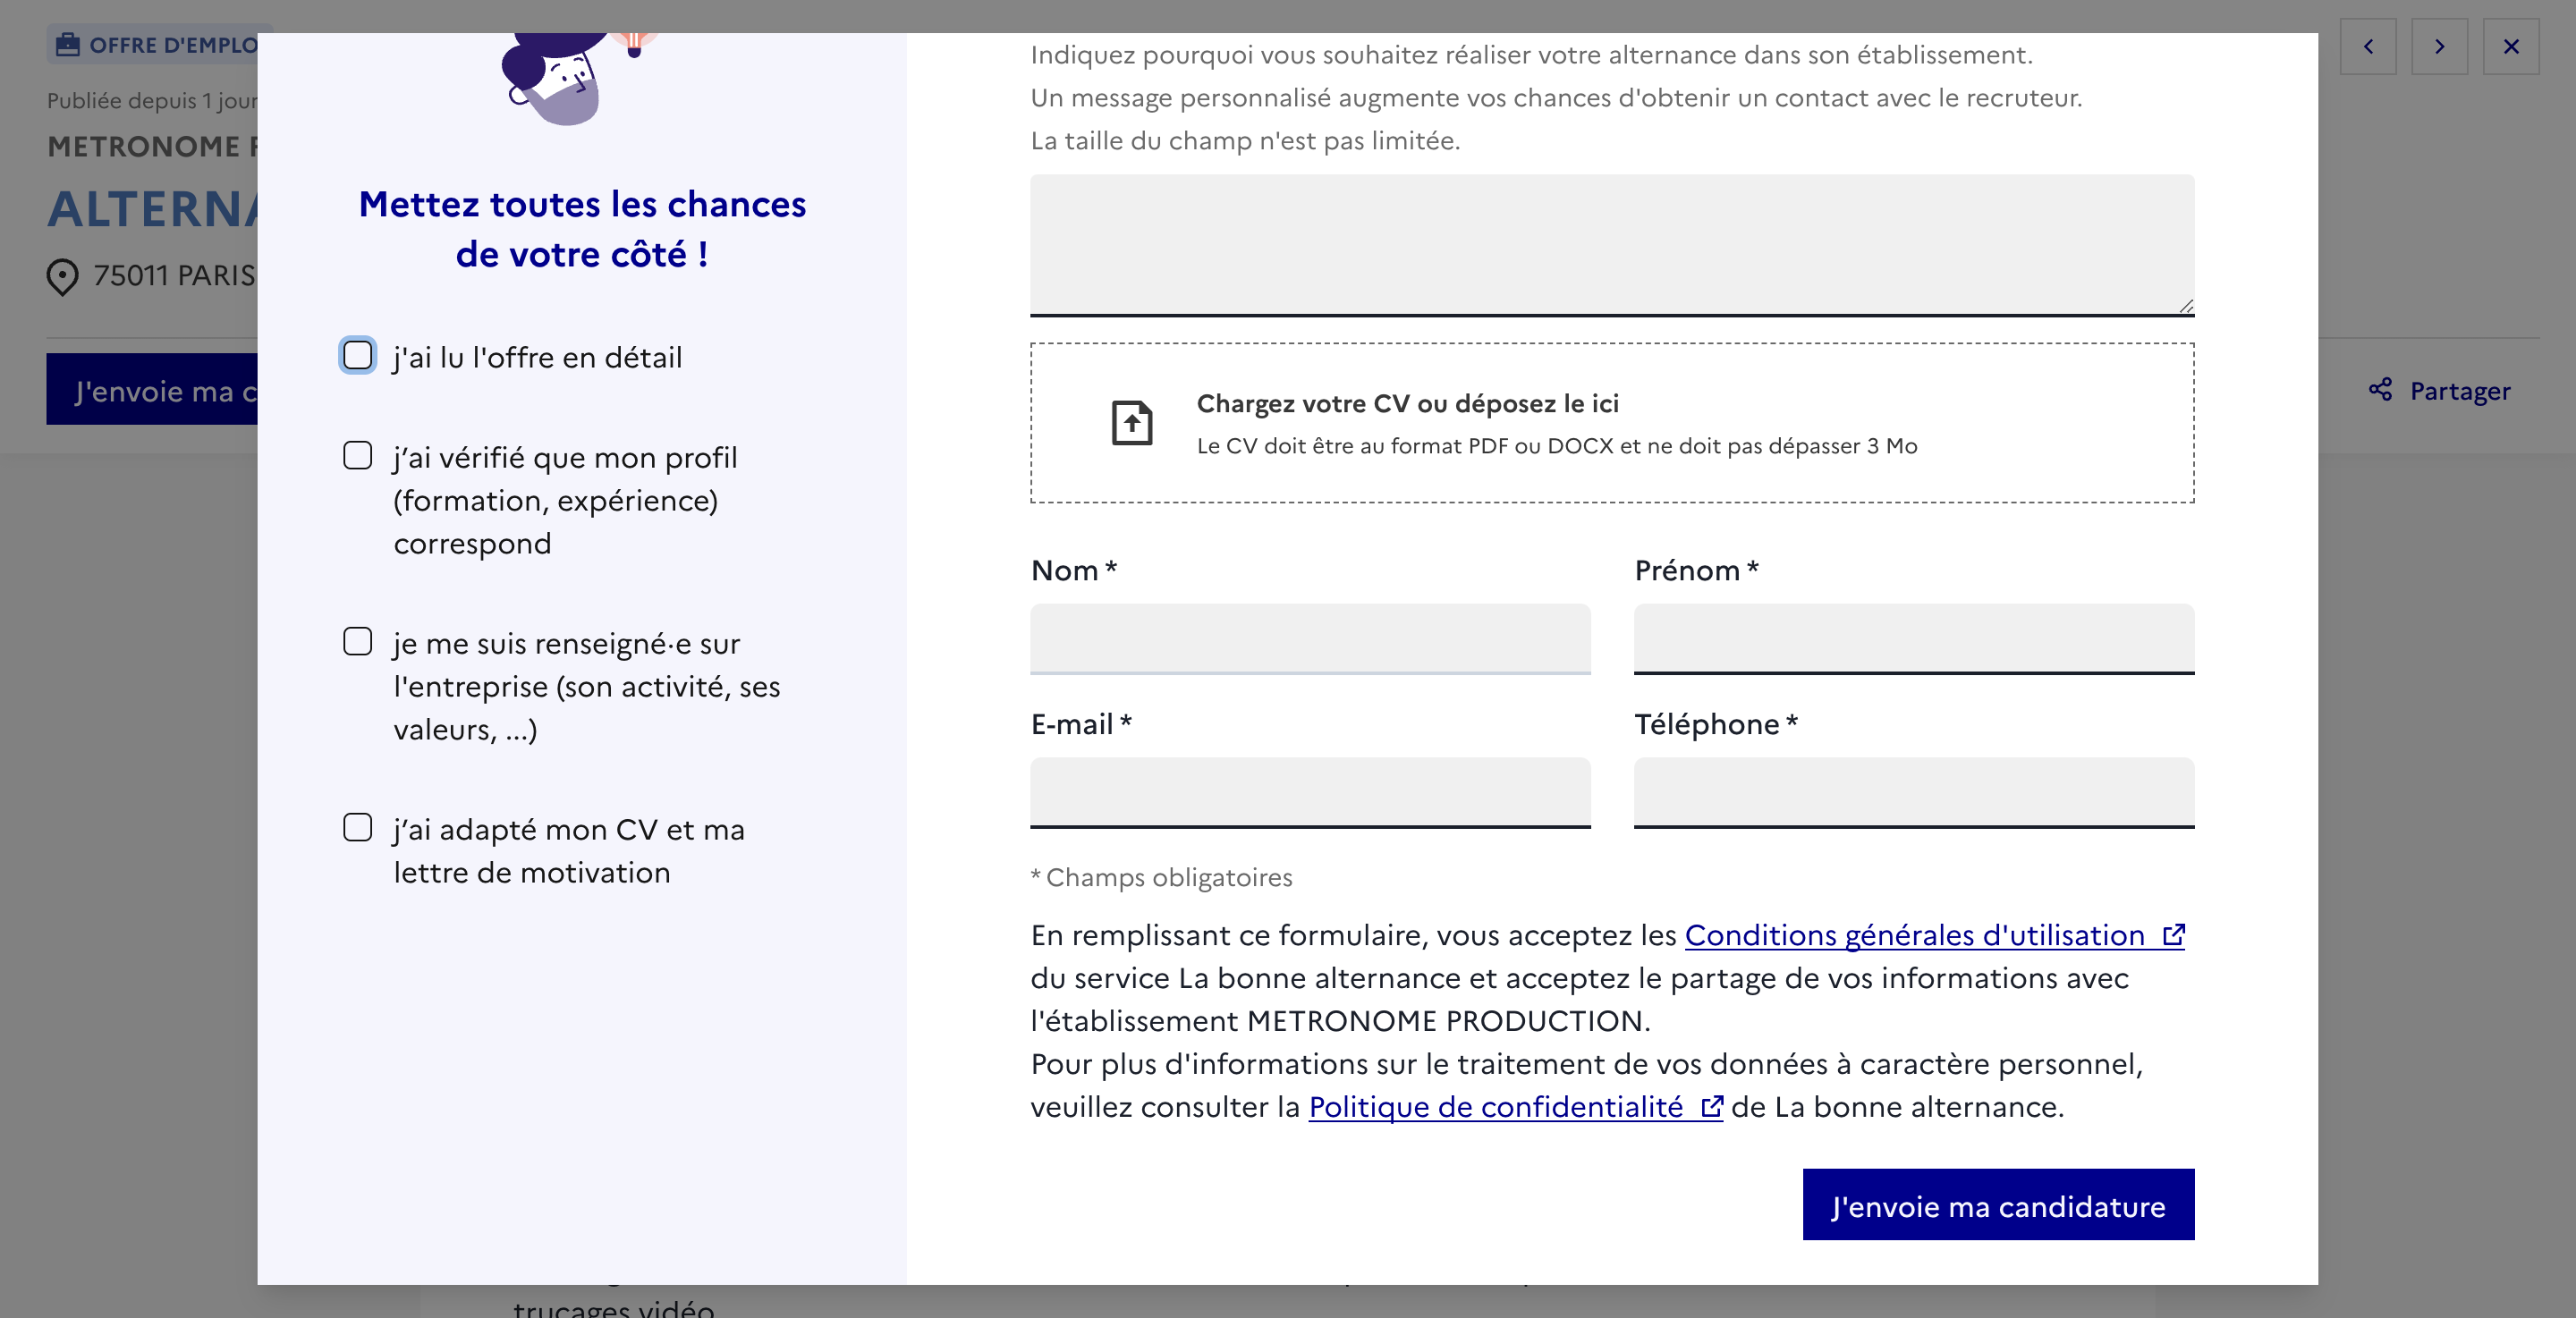 OFFRE D'EMPLO
Publiée depuis 1 jour
METRONOME
ALTERNA
75011 PARIS
J'envoie ma c
Partager
Mettez toutes les chances
de votre côté !
j'ai lu l'offre en détail
j’ai vérifié que mon profil
(formation, expérience)
correspond
je me suis renseigné·e sur
l'entreprise (son activité, ses
valeurs, ...)
j’ai adapté mon CV et ma
lettre de motivation
Indiquez pourquoi vous souhaitez réaliser votre alternance dans son établissement.
Un message personnalisé augmente vos chances d'obtenir un contact avec le recruteur.
La taille du champ n'est pas limitée.
Chargez votre CV ou déposez le ici
Le CV doit être au format PDF ou DOCX et ne doit pas dépasser 3 Mo
Nom *
Prénom *
E-mail *
Téléphone *
* Champs obligatoires
En remplissant ce formulaire, vous acceptez les Conditions générales d'utilisation
du service La bonne alternance et acceptez le partage de vos informations avec
l'établissement METRONOME PRODUCTION.
Pour plus d'informations sur le traitement de vos données à caractère personnel,
veuillez consulter la Politique de confidentialité de La bonne alternance.
J'envoie ma candidature
trucages vidéo